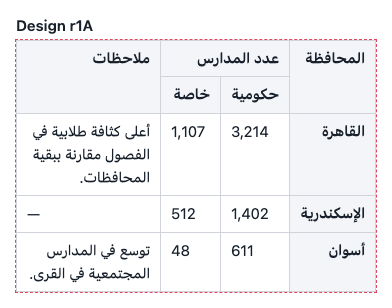 Design r1A
المحافظة عدد المدارس ملاحظات
حكومية خاصة
القاهرة 3,214 1,107 أعلى كثافة طلابية في
الفصول مقارنة ببقية
المحافظات.
الإسكندرية 1,402 512 —
أسوان 611 48 توسع في المدارس
المجتمعية في القرى.